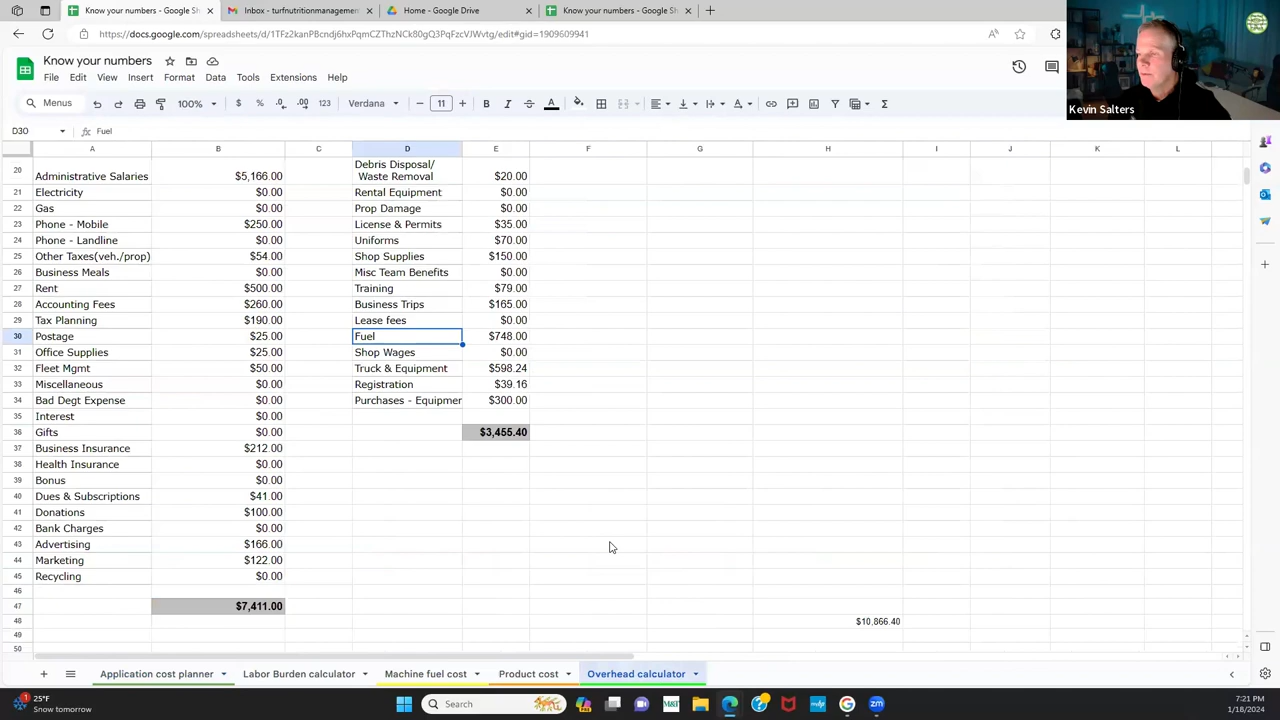 Know your numbers - Google Sh
Inbox - turfnutritionmanagemen
Home - Google Drive
Know your numbers - Google Sh
https://docs.google.com/spreadsheets/d/1TFz2kanPBcndj6hxPqmCZThzNCk80gQ3PqFzcVJWvtg/edit#gid=1909609941
Know your numbers
File Edit View Insert Format Data Tools Extensions Help
Menus 100% $ % .0 .00 123 Verdana 11 B I A
Kevin Salters
D30 Fuel
A B C D E F G H I J K L
20 Administrative Salaries $5,166.00 Debris Disposal/ Waste Removal $20.00
21 Electricity $0.00 Rental Equipment $0.00
22 Gas $0.00 Prop Damage $0.00
23 Phone - Mobile $250.00 License & Permits $35.00
24 Phone - Landline $0.00 Uniforms $70.00
25 Other Taxes(veh./prop) $54.00 Shop Supplies $150.00
26 Business Meals $0.00 Misc Team Benefits $0.00
27 Rent $500.00 Training $79.00
28 Accounting Fees $260.00 Business Trips $165.00
29 Tax Planning $190.00 Lease fees $0.00
30 Postage $25.00 Fuel $748.00
31 Office Supplies $25.00 Shop Wages $0.00
32 Fleet Mgmt $50.00 Truck & Equipment $598.24
33 Miscellaneous $0.00 Registration $39.16
34 Bad Degt Expense $0.00 Purchases - Equipmer $300.00
35 Interest $0.00
36 Gifts $0.00 $3,455.40
37 Business Insurance $212.00
38 Health Insurance $0.00
39 Bonus $0.00
40 Dues & Subscriptions $41.00
41 Donations $100.00
42 Bank Charges $0.00
43 Advertising $166.00
44 Marketing $122.00
45 Recycling $0.00
46
47 $7,411.00
48 $10,866.40
49
50
Application cost planner Labor Burden calculator Machine fuel cost Product cost Overhead calculator
25°F
Snow tomorrow
Search
M&T
7:21 PM
1/18/2024